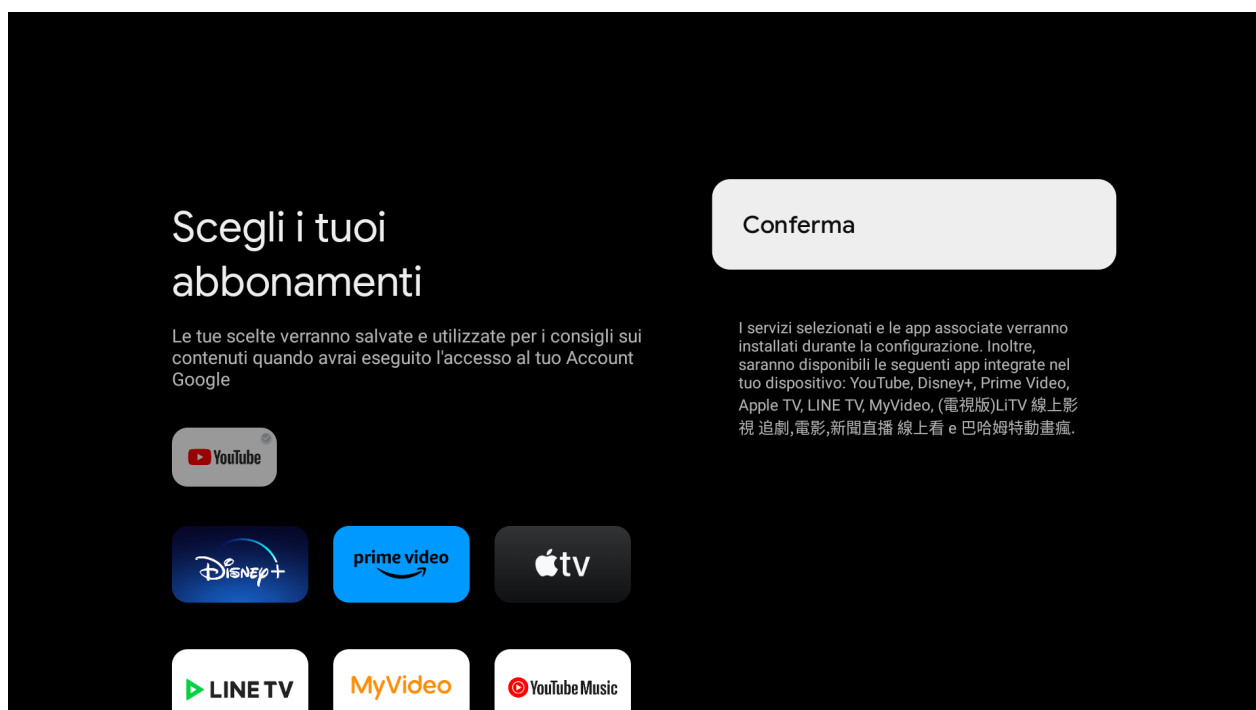 Scegli i tuoi
abbonamenti
Le tue scelte verranno salvate e utilizzate per i consigli sui
contenuti quando avrai eseguito l'accesso al tuo Account
Google
YouTube
Disney+
prime video
tv
LINE TV
MyVideo
YouTube Music
Conferma
I servizi selezionati e le app associate verranno
installati durante la configurazione. Inoltre,
saranno disponibili le seguenti app integrate nel
tuo dispositivo: YouTube, Disney+, Prime Video,
Apple TV, LINE TV, MyVideo, (電視版)LiTV 線上影
視 追劇,電影,新聞直播 線上看 e 巴哈姆特動畫瘋.